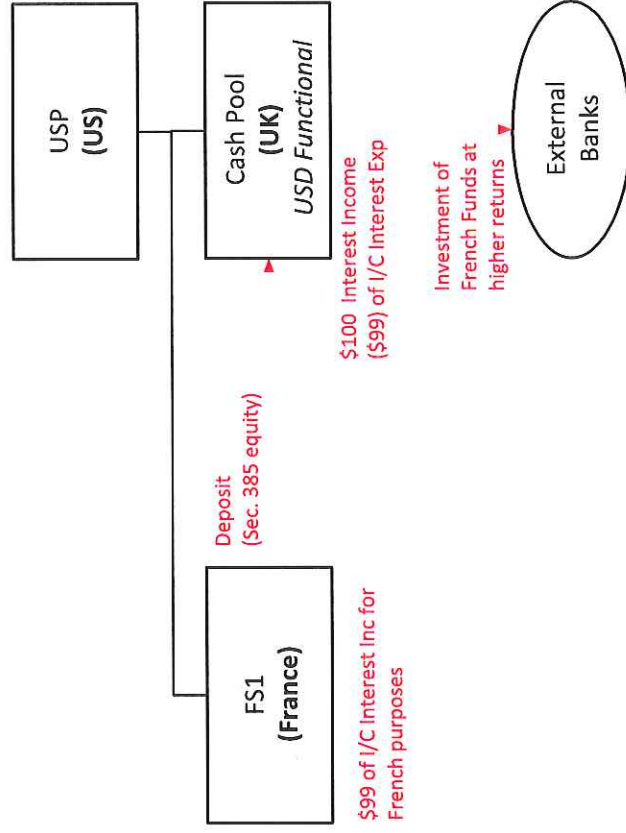 USP
(US)
Cash Pool
(UK)
USD Functional
Deposit
(Sec. 385 equity)
FS1
(France)
$100 Interest Income
($99) of I/C Interest Exp
$99 of I/C Interest Inc for
French purposes
Investment of
French Funds at
higher returns
External
Banks